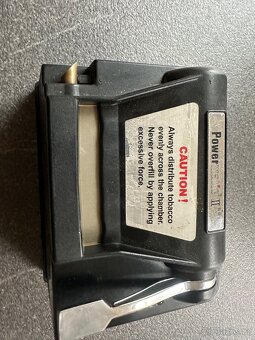 CAUTION!
Always distribute tobacco
evenly across the chamber.
Never overfill by applying
excessive force.
Power
II